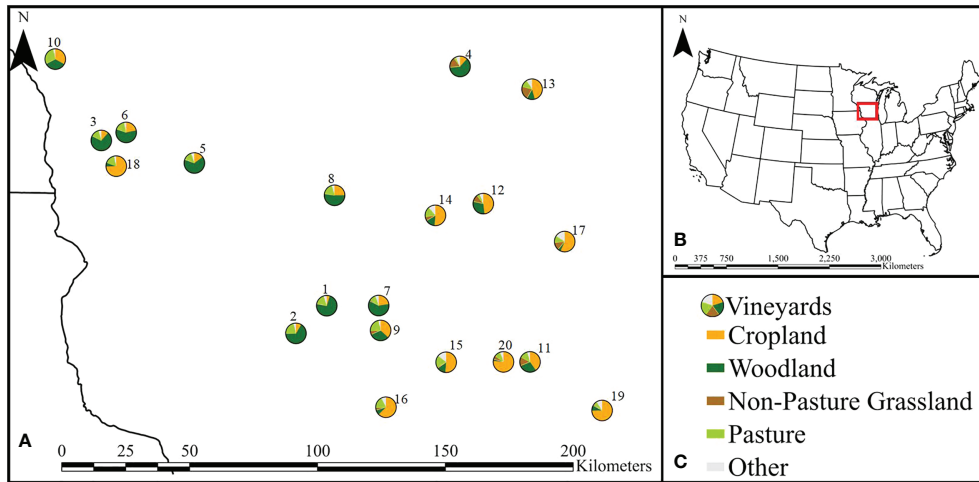 N
10
4
13
3
6
5
18
8
14
12
17
1
7
2
9
15
20
11
16
19
A
0 25 50 100 150 200
Kilometers
N
B
0 375 750 1,500 2,250 3,000
Kilometers
Vineyards
Cropland
Woodland
Non-Pasture Grassland
Pasture
Other
C